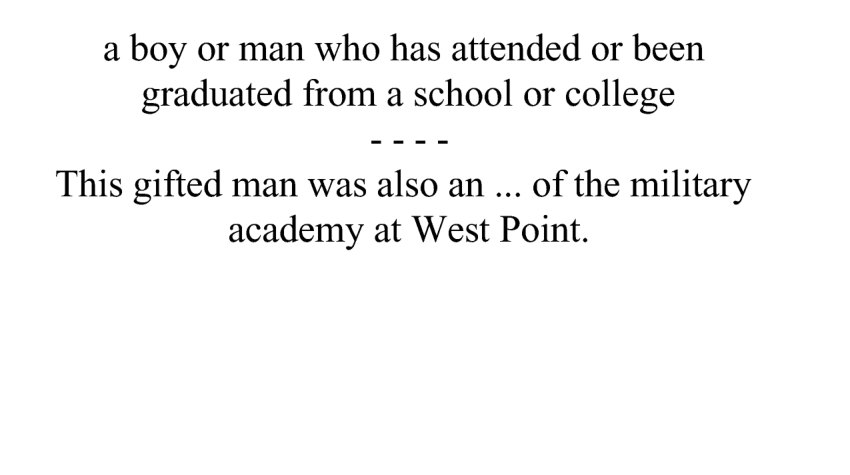 a boy or man who has attended or been
graduated from a school or college
- - - -
This gifted man was also an ... of the military
academy at West Point.